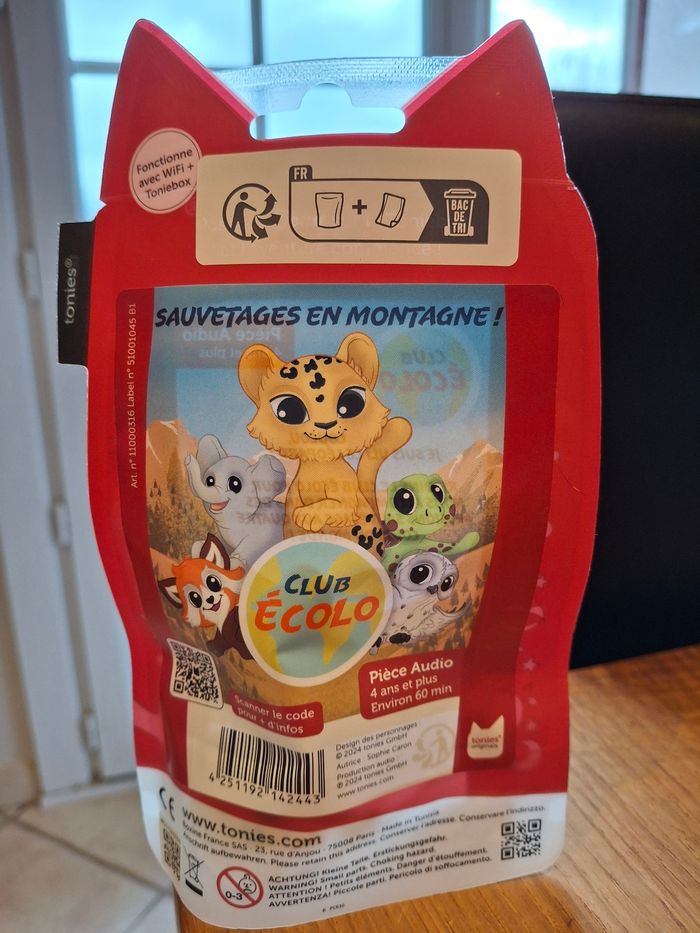 Fonctionne
avec WiFi +
Toniebox
FR
+
BAC
DE
TRI
tonies®
Art. n° 11000316 Label n° 51001045 B1
SAUVETAGES EN MONTAGNE !
CLUB
ÉCOLO
Pièce Audio
4 ans et plus
Environ 60 min
Scanner le code
pour + d'infos
tonies®
originals
4 251192 142443
Design des personnages :
© 2024 tonies GmbH
Autrice : Sophie Caron
Production audio :
© 2024 tonies GmbH
www.tonies.com
CE
www.tonies.com
Boxine France SAS · 23, rue d'Anjou · 75008 Paris · Made in Tunisia
Anschrift aufbewahren. Please retain this address. Conserver l'adresse. Conservare l'indirizzo.
0-3
ACHTUNG! Kleine Teile. Erstickungsgefahr.
WARNING! Small parts. Choking hazard.
ATTENTION ! Petits éléments. Danger d'étouffement.
AVVERTENZA! Piccole parti. Pericolo di soffocamento.